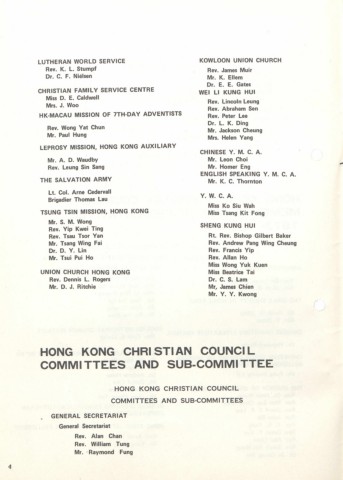 LUTHERAN WORLD SERVICE
Rev. K. L. Stumpf
Dr. C. F. Nielsen
CHRISTIAN FAMILY SERVICE CENTRE
Miss D. E. Caldwell
Mrs. J. Woo
HK-MACAU MISSION OF 7TH-DAY ADVENTISTS
Rev. Wong Yat Chun
Mr. Paul Hung
LEPROSY MISSION, HONG KONG AUXILIARY
Mr. A. D. Waudby
Rev. Leung Sin Sang
THE SALVATION ARMY
Lt. Col. Arne Cedervall
Brigadier Thomas Lau
TSUNG TSIN MISSION, HONG KONG
Mr. S. M. Wong
Rev. Yip Kwei Ting
Rev. Tsau Tsor Yan
Mr. Tseng Wing Fai
Dr. D. Y. Lin
Mr. Tsui Pui Ho
UNION CHURCH HONG KONG
Rev. Dennis L. Rogers
Mr. D. J. Ritchie
KOWLOON UNION CHURCH
Rev. James Muir
Mr. K. Ellem
Dr. E. E. Gates
WEI LI KUNG HUI
Rev. Lincoln Leung
Rev. Abraham Sen
Rev. Peter Lee
Dr. L. K. Ding
Mr. Jackson Cheung
Mrs. Helen Yang
CHINESE Y. M. C. A.
Mr. Leon Choi
Mr. Homer Eng
ENGLISH SPEAKING Y. M. C. A.
Mr. K. C. Thornton
Y. W. C. A.
Miss Ko Siu Wah
Miss Tsang Kit Fong
SHENG KUNG HUI
Rt. Rev. Bishop Gilbert Baker
Rev. Andrew Pang Wing Cheung
Rev. Francis Yip
Rev. Allan Ho
Miss Wong Yuk Kuen
Miss Beatrice Tai
Dr. C. S. Lam
Mr. James Chien
Mr. Y. Y. Kwong
HONG KONG CHRISTIAN COUNCIL
COMMITTEES AND SUB-COMMITTEE
HONG KONG CHRISTIAN COUNCIL
COMMITTEES AND SUB-COMMITTEES
GENERAL SECRETARIAT
General Secretariat
Rev. Alan Chan
Rev. William Tung
Mr. Raymond Fung
4